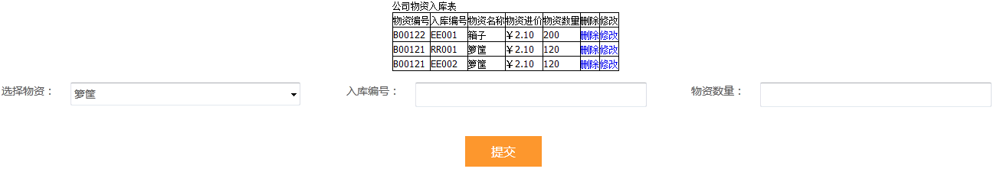 公司物资入库表
物资编号 入库编号 物资名称 物资进价 物资数量 删除 修改
B00122 EE001 箱子 ￥2.10 200 删除 修改
B00121 RR001 箩筐 ￥2.10 120 删除 修改
B00121 EE002 箩筐 ￥2.10 120 删除 修改
选择物资： 箩筐 入库编号： 物资数量：
提交